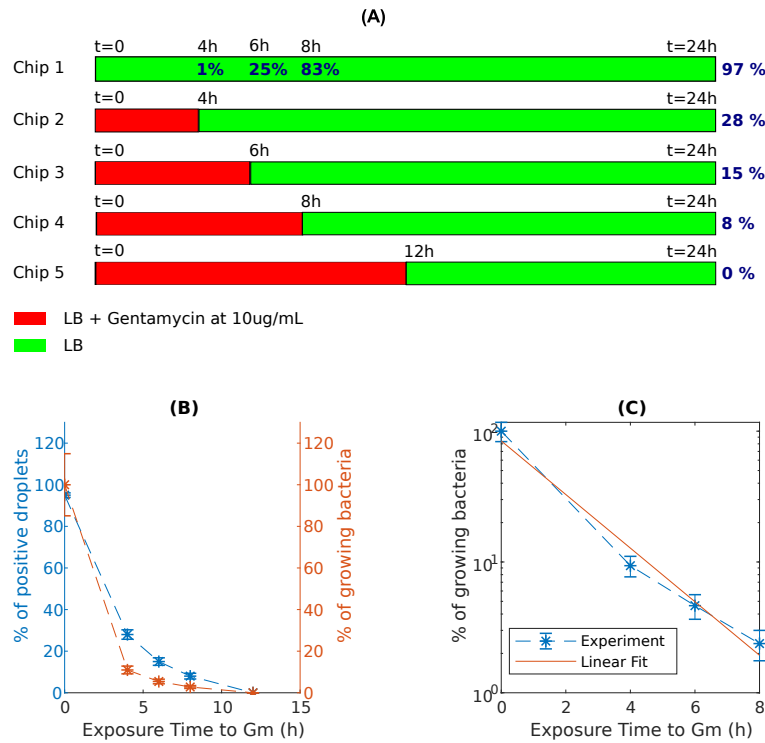 (A)
t=0 4h 6h 8h t=24h
Chip 1 1% 25% 83% 97 %
t=0 4h t=24h
Chip 2 28 %
t=0 6h t=24h
Chip 3 15 %
t=0 8h t=24h
Chip 4 8 %
t=0 12h t=24h
Chip 5 0 %
LB + Gentamycin at 10ug/mL
LB
(B)
% of positive droplets
120
100
80
60
40
20
0
120
100
80
60
40
20
0
% of growing bacteria
0 5 10 15
Exposure Time to Gm (h)
(C)
% of growing bacteria
10²
10¹
10⁰
Experiment
Linear Fit
0 2 4 6 8
Exposure Time to Gm (h)